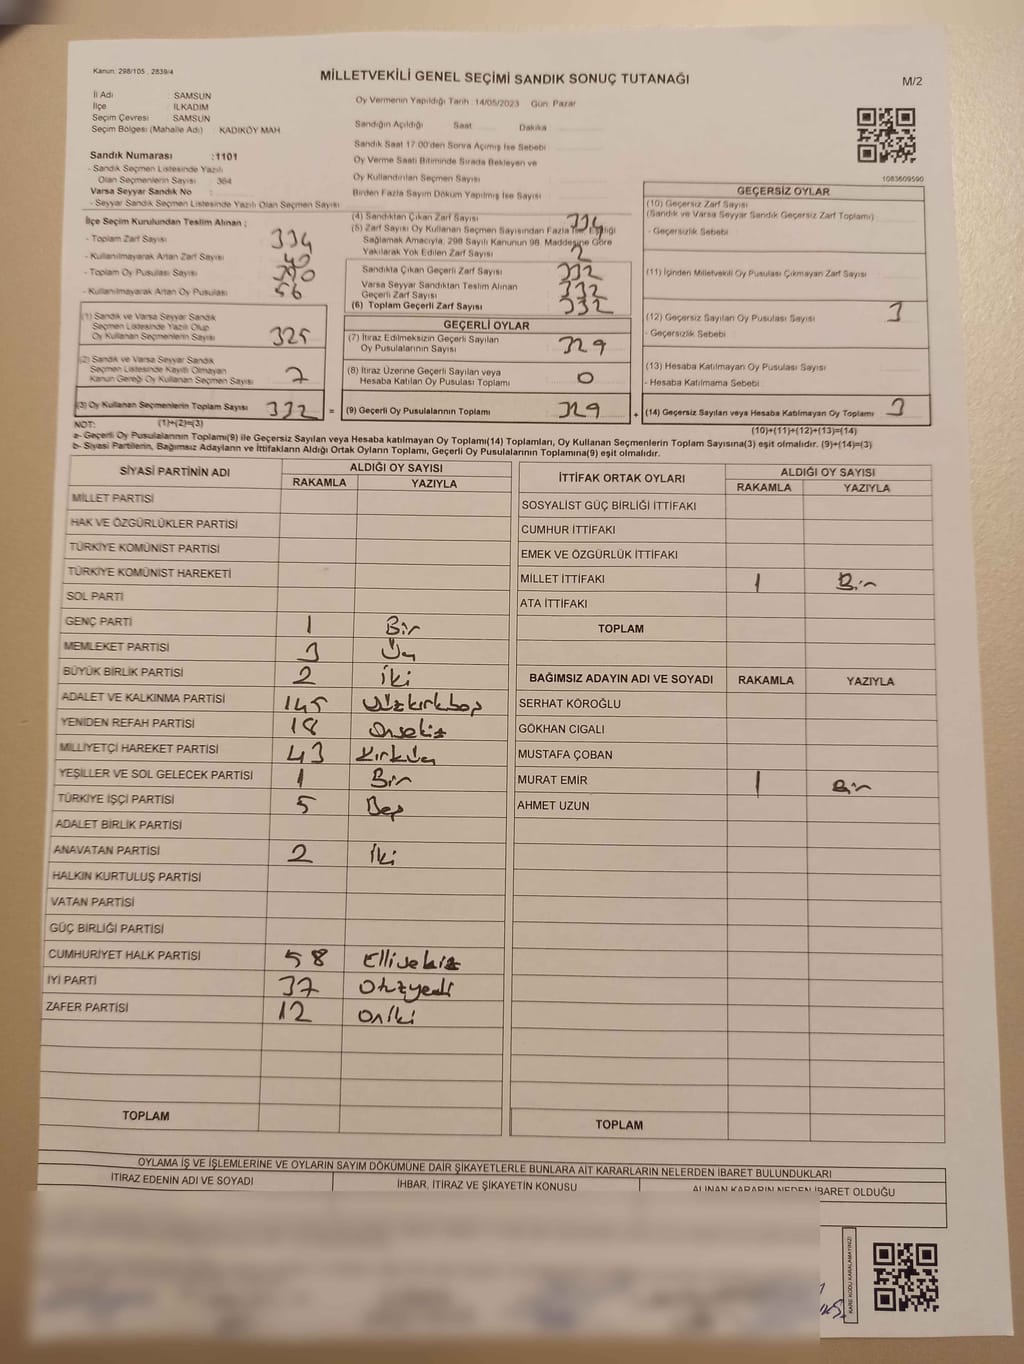 Kanun: 298/105 , 2839/4
MİLLETVEKİLİ GENEL SEÇİMİ SANDIK SONUÇ TUTANAĞI
M/2
İl Adı : SAMSUN
İlçe : İLKADIM
Seçim Çevresi : SAMSUN
Seçim Bölgesi (Mahalle Adı) : KADIKÖY MAH
Sandık Numarası :1101
- Sandık Seçmen Listesinde Yazılı
Olan Seçmenlerin Sayısı : 384
Varsa Seyyar Sandık No :
- Seyyar Sandık Seçmen Listesinde Yazılı Olan Seçmen Sayısı :
Oy Vermenin Yapıldığı Tarih : 14/05/2023 Gün: Pazar
Sandığın Açıldığı Saat Dakika
Sandık Saat 17:00'den Sonra Açımış İse Sebebi
Oy Verme Saati Bitiminde Sırada Bekleyen ve
Oy Kullandırılan Seçmen Sayısı
Birden Fazla Sayım Döküm Yapılmış İse Sayısı
1083609590
İlçe Seçim Kurulundan Teslim Alınan :
- Toplam Zarf Sayısı 334
- Kullanılmayarak Artan Zarf Sayısı
- Toplam Oy Pusulası Sayısı
- Kullanılmayarak Artan Oy Pusulası 56
(1) Sandık ve Varsa Seyyar Sandık
Seçmen Listesinde Yazılı Olup
Oy Kullanan Seçmenlerin Sayısı 325
(2) Sandık ve Varsa Seyyar Sandık
Seçmen Listesinde Kayıtlı Olmayan
Kanun Gereği Oy Kullanan Seçmen Sayısı 7
(3) Oy Kullanan Seçmenlerin Toplam Sayısı 332 =
(4) Sandıktan Çıkan Zarf Sayısı 334
(5) Zarf Sayısı Oy Kullanan Seçmen Sayısından Fazla İse, Eşitliği
Sağlamak Amacıyla, 298 Sayılı Kanunun 98. Maddesine Göre
Yakılarak Yok Edilen Zarf Sayısı 2
Sandıkta Çıkan Geçerli Zarf Sayısı 332
Varsa Seyyar Sandıktan Teslim Alınan
Geçerli Zarf Sayısı 332
(6) Toplam Geçerli Zarf Sayısı 332
GEÇERLİ OYLAR
(7) İtiraz Edilmeksizin Geçerli Sayılan
Oy Pusulalarının Sayısı 329
(8) İtiraz Üzerine Geçerli Sayılan veya
Hesaba Katılan Oy Pusulası Toplamı 0
(9) Geçerli Oy Pusulalarının Toplamı 329 +
GEÇERSİZ OYLAR
(10) Geçersiz Zarf Sayısı
(Sandık ve Varsa Seyyar Sandık Geçersiz Zarf Toplamı)
- Geçersizlik Sebebi
(11) İçinden Milletvekili Oy Pusulası Çıkmayan Zarf Sayısı
(12) Geçersiz Sayılan Oy Pusulası Sayısı 3
- Geçersizlik Sebebi
(13) Hesaba Katılmayan Oy Pusulası Sayısı
- Hesaba Katılmama Sebebi
(14) Geçersiz Sayılan veya Hesaba Katılmayan Oy Toplamı 3
NOT: (1)+(2)=(3)
(10)+(11)+(12)+(13)=(14)
a- Geçerli Oy Pusulalarının Toplamı(9) ile Geçersiz Sayılan veya Hesaba katılmayan Oy Toplamı(14) Toplamları, Oy Kullanan Seçmenlerin Toplam Sayısına(3) eşit olmalıdır. (9)+(14)=(3)
b- Siyasi Partilerin, Bağımsız Adayların ve İttifakların Aldığı Ortak Oyların Toplamı, Geçerli Oy Pusulalarının Toplamına(9) eşit olmalıdır.
SİYASİ PARTİNİN ADI ALDIĞI OY SAYISI
RAKAMLA YAZIYLA
MİLLET PARTİSİ
HAK VE ÖZGÜRLÜKLER PARTİSİ
TÜRKİYE KOMÜNİST PARTİSİ
TÜRKİYE KOMÜNİST HAREKETİ
SOL PARTİ
GENÇ PARTİ 1 Bir
MEMLEKET PARTİSİ 3 Üç
BÜYÜK BİRLİK PARTİSİ 2 İki
ADALET VE KALKINMA PARTİSİ 145 Yüzkırkbeş
YENİDEN REFAH PARTİSİ 18 Onsekiz
MİLLİYETÇİ HAREKET PARTİSİ 43 Kırküç
YEŞİLLER VE SOL GELECEK PARTİSİ 1 Bir
TÜRKİYE İŞÇİ PARTİSİ 5 Beş
ADALET BİRLİK PARTİSİ
ANAVATAN PARTİSİ 2 İki
HALKIN KURTULUŞ PARTİSİ
VATAN PARTİSİ
GÜÇ BİRLİĞİ PARTİSİ
CUMHURİYET HALK PARTİSİ 58 Ellisekiz
İYİ PARTİ 37 Otuzyedi
ZAFER PARTİSİ 12 Oniki
TOPLAM
İTTİFAK ORTAK OYLARI ALDIĞI OY SAYISI
RAKAMLA YAZIYLA
SOSYALİST GÜÇ BİRLİĞİ İTTİFAKI
CUMHUR İTTİFAKI
EMEK VE ÖZGÜRLÜK İTTİFAKI
MİLLET İTTİFAKI 1 Bir
ATA İTTİFAKI
TOPLAM
BAĞIMSIZ ADAYIN ADI VE SOYADI RAKAMLA YAZIYLA
SERHAT KÖROĞLU
GÖKHAN CIGALI
MUSTAFA ÇOBAN
MURAT EMİR 1 Bir
AHMET UZUN
TOPLAM
OYLAMA İŞ VE İŞLEMLERİNE VE OYLARIN SAYIM DÖKÜMÜNE DAİR ŞİKAYETLERLE BUNLARA AİT KARARLARIN NELERDEN İBARET BULUNDUKLARI
İTİRAZ EDENİN ADI VE SOYADI İHBAR, İTİRAZ VE ŞİKAYETİN KONUSU ALINAN KARARIN NEDEN İBARET OLDUĞU
KARE KODU KARALAMAYINIZ!